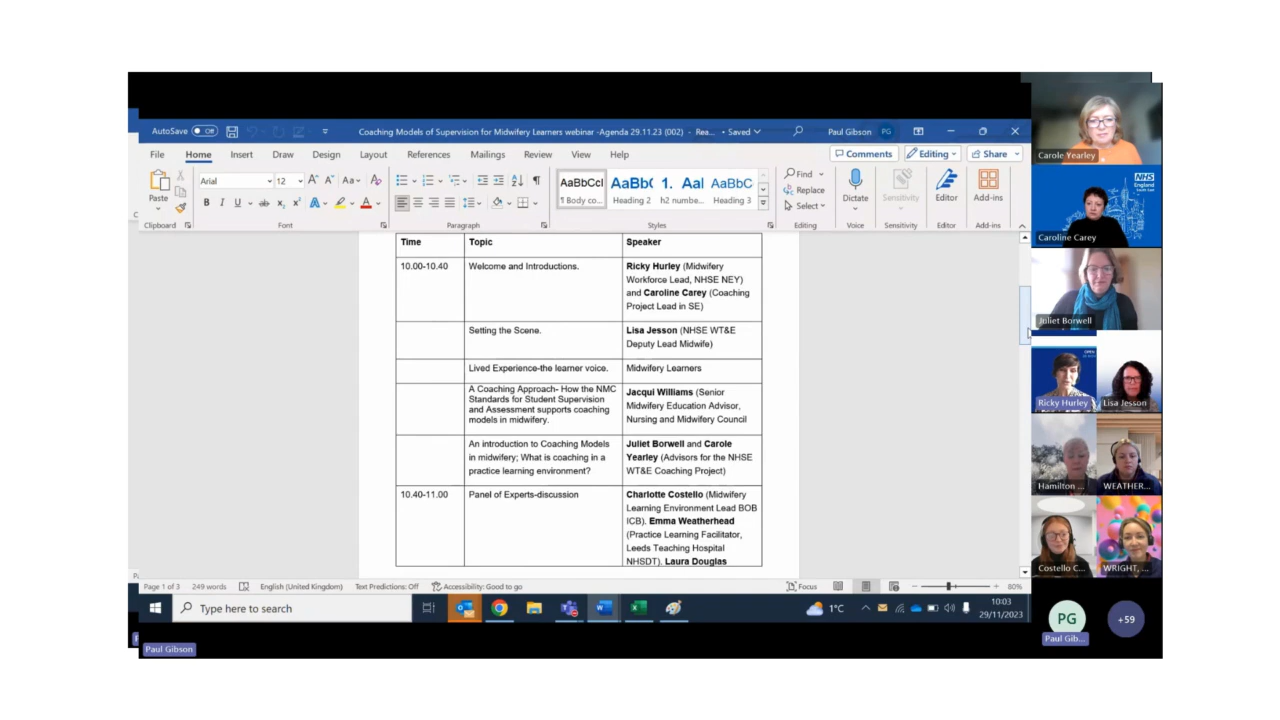 AutoSave Off
Coaching Models of Supervision for Midwifery Learners webinar -Agenda 29.11.23 (002) - Rea... • Saved
Paul Gibson PG
File Home Insert Draw Design Layout References Mailings Review View Help
Comments Editing Share
Paste
Clipboard
Arial 12
Font
Paragraph
AaBbCcI AaBb( 1. AaI AaBbC
¶ Body co... Heading 2 h2 numbe... Heading 3
Styles
Find
Replace
Select
Editing
Dictate
Voice
Sensitivity
Sensitivity
Editor
Editor
Add-ins
Add-ins
Time Topic Speaker
10.00-10.40 Welcome and Introductions. Ricky Hurley (Midwifery
Workforce Lead, NHSE NEY)
and Caroline Carey (Coaching
Project Lead in SE)
Setting the Scene. Lisa Jesson (NHSE WT&E
Deputy Lead Midwife)
Lived Experience-the learner voice. Midwifery Learners
A Coaching Approach- How the NMC
Standards for Student Supervision
and Assessment supports coaching
models in midwifery.
Jacqui Williams (Senior
Midwifery Education Advisor,
Nursing and Midwifery Council
An introduction to Coaching Models
in midwifery; What is coaching in a
practice learning environment?
Juliet Borwell and Carole
Yearley (Advisors for the NHSE
WT&E Coaching Project)
10.40-11.00 Panel of Experts-discussion Charlotte Costello (Midwifery
Learning Environment Lead BOB
ICB). Emma Weatherhead
(Practice Learning Facilitator,
Leeds Teaching Hospital
NHSDT). Laura Douglas
Page 1 of 3 249 words English (United Kingdom) Text Predictions: Off Accessibility: Good to go Focus 80%
Type here to search
1°C
10:03
29/11/2023
Paul Gibson
Carole Yearley
NHS
England
Caroline Carey
Juliet Borwell
Ricky Hurley
Lisa Jesson
Hamilton ...
WEATHER...
Costello C...
WRIGHT, ...
PG
Paul Gib...
+59